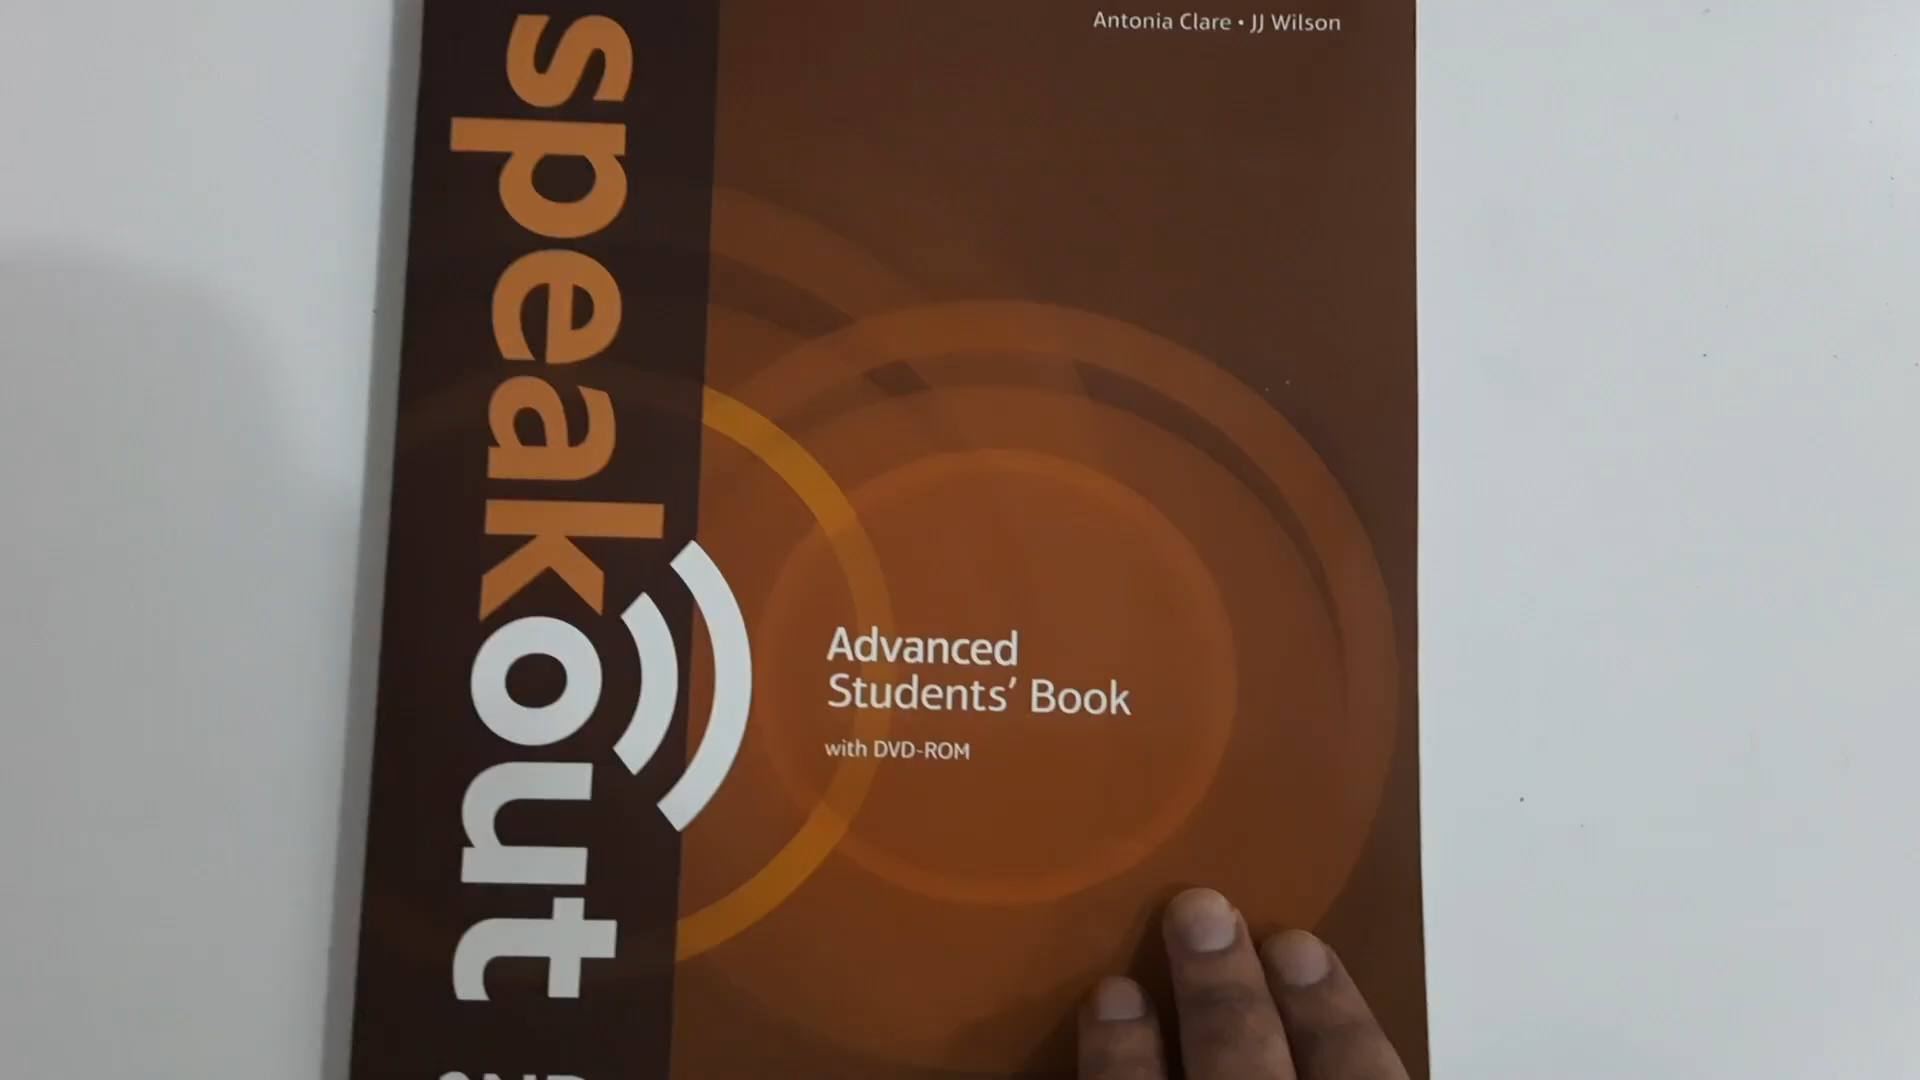 Antonia Clare • JJ Wilson
speakout
Advanced
Students' Book
with DVD-ROM